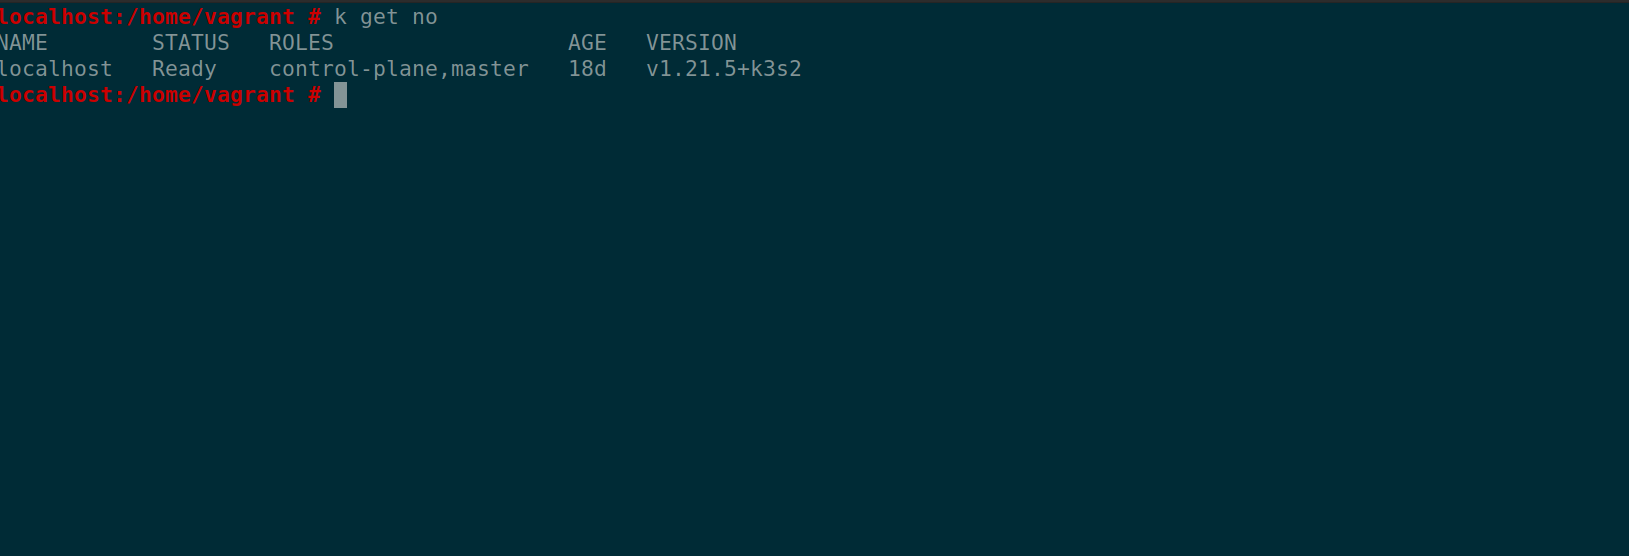 localhost:/home/vagrant # k get no
NAME        STATUS   ROLES                  AGE   VERSION
localhost   Ready    control-plane,master   18d   v1.21.5+k3s2
localhost:/home/vagrant #